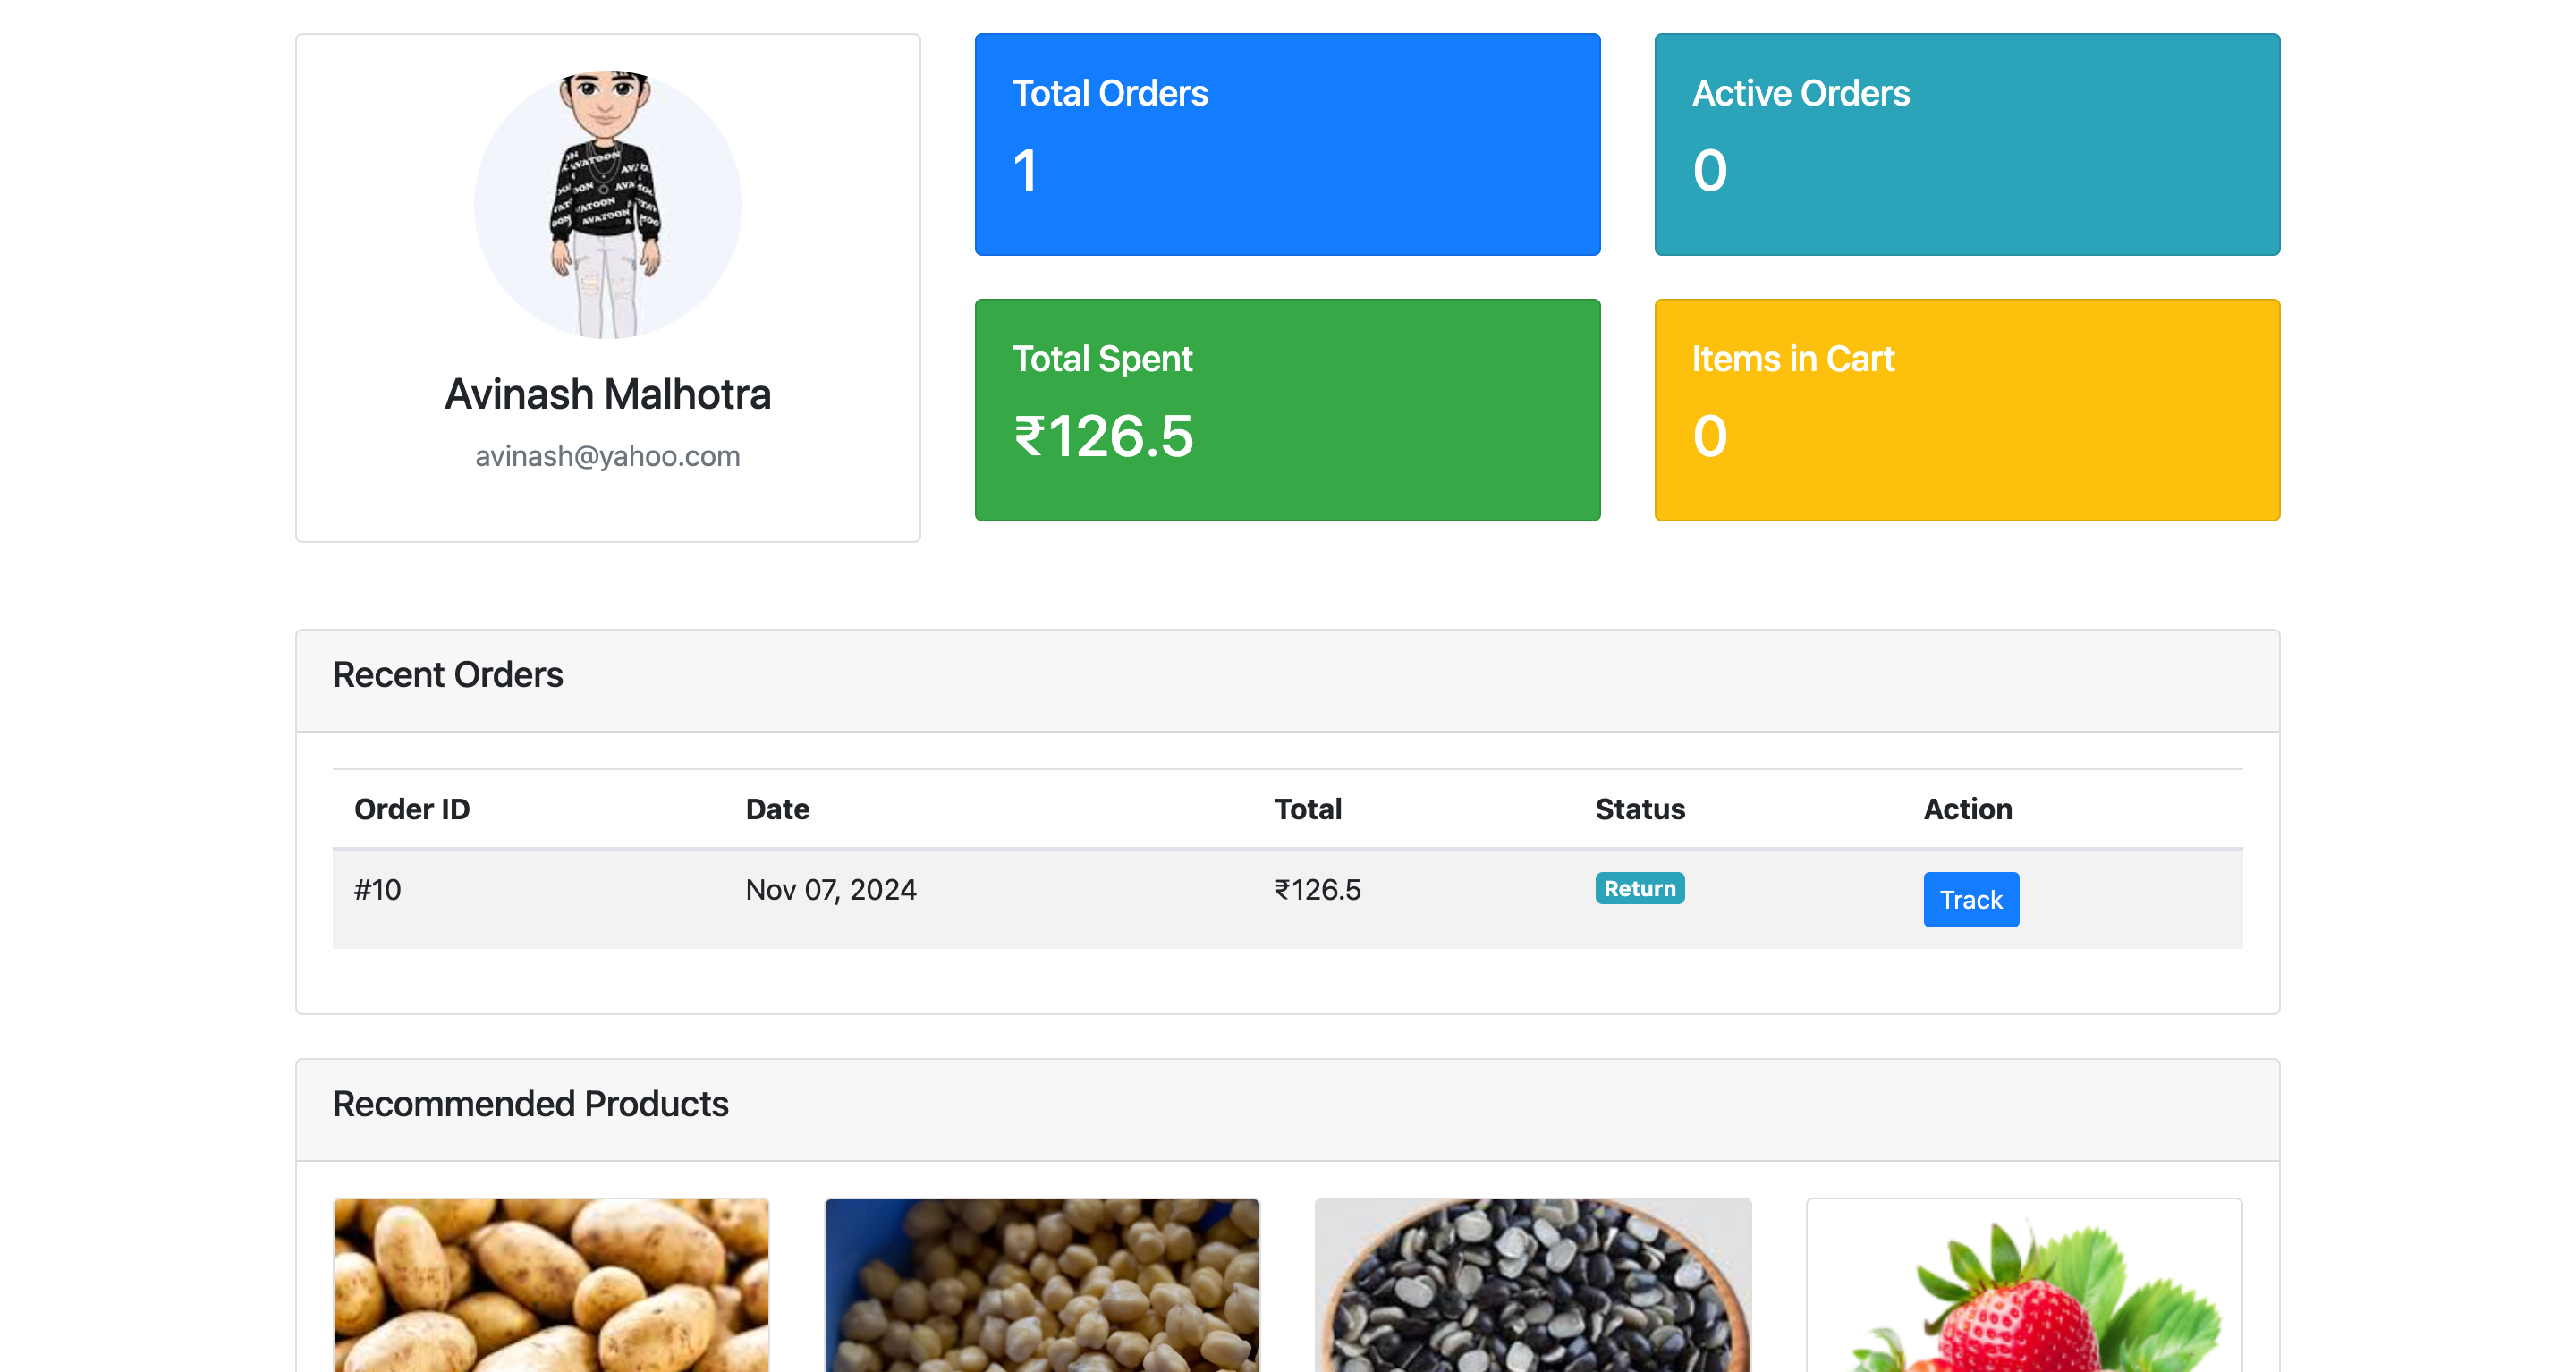 Avinash Malhotra
avinash@yahoo.com
Total Orders
1
Active Orders
0
Total Spent
₹126.5
Items in Cart
0
Recent Orders
Order ID Date Total Status Action
#10 Nov 07, 2024 ₹126.5 Return Track
Recommended Products